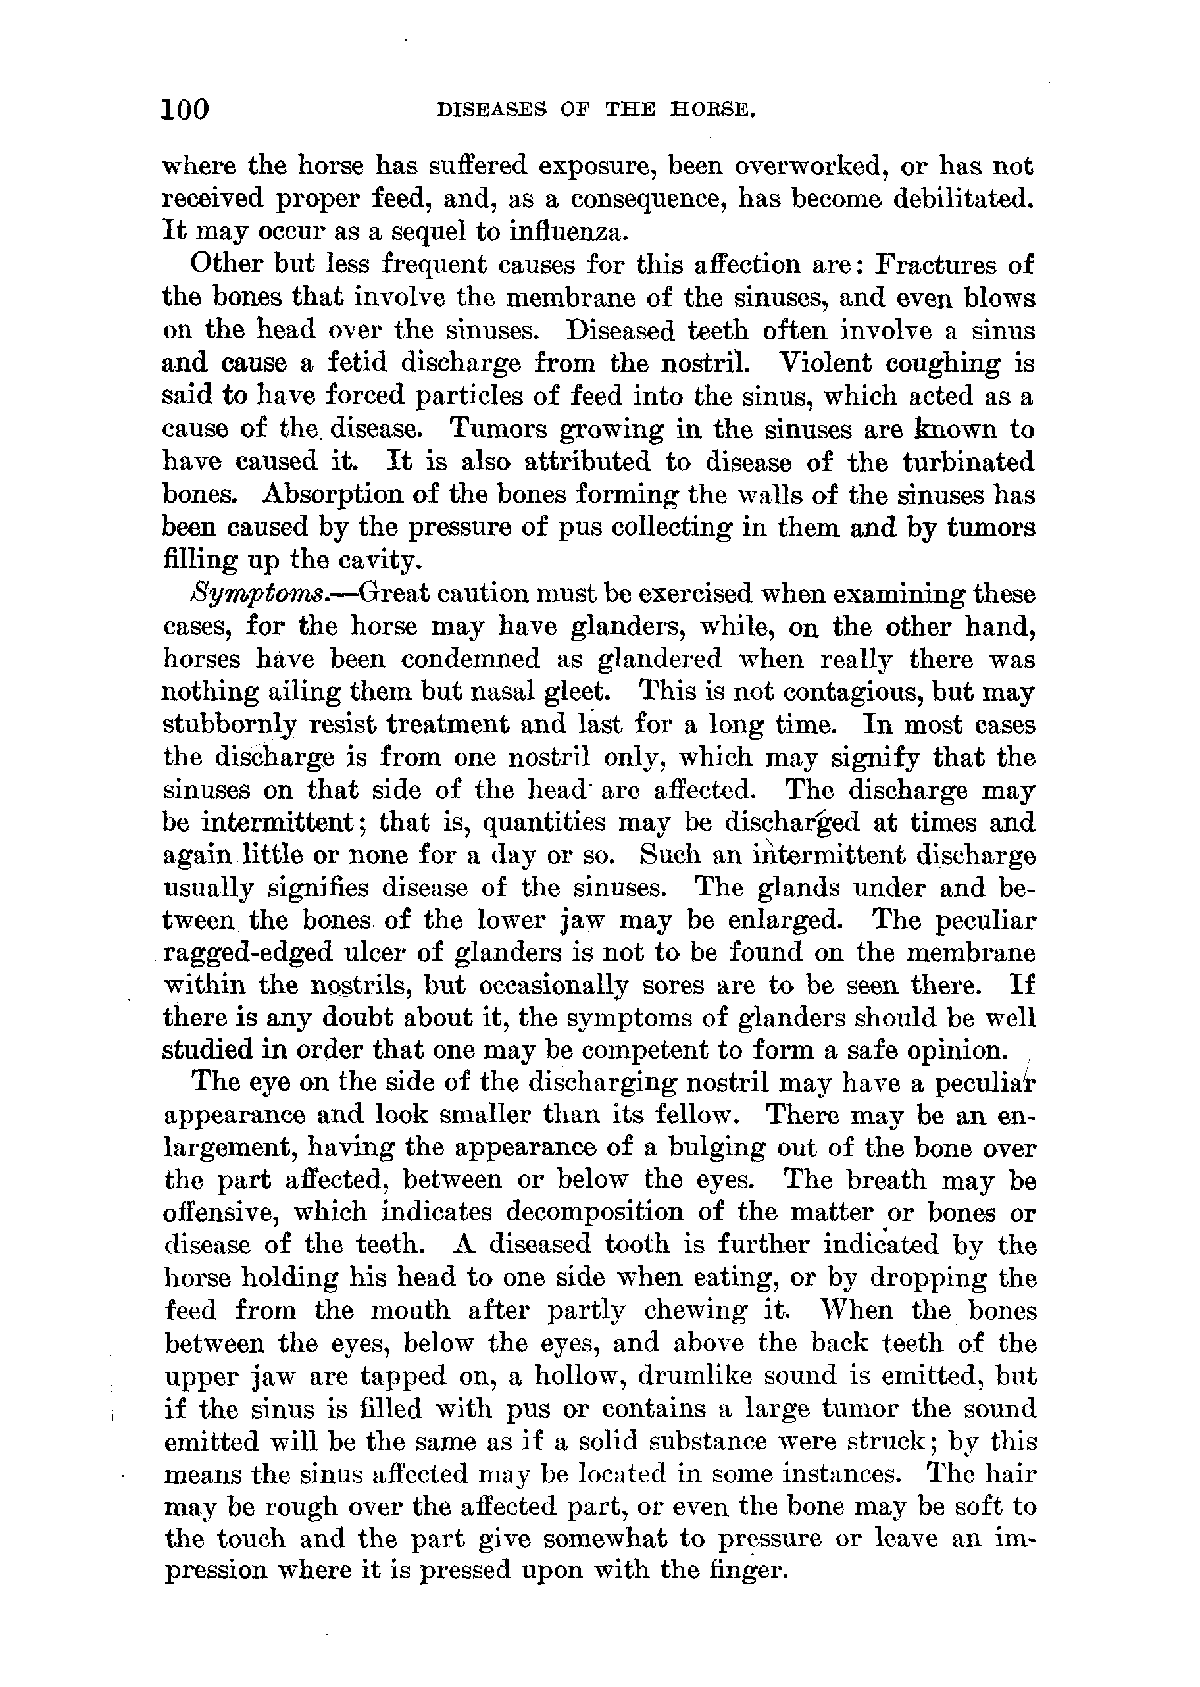 100 DISEASES OF THE HORSE.
where the horse has suffered exposure, been overworked, or has not
received proper feed, and, as a consequence, has become debilitated.
It may occur as a sequel to influenza.
Other but less frequent causes for this affection are: Fractures of
the bones that involve the membrane of the sinuses, and even blows
on the head over the sinuses. Diseased teeth often involve a sinus
and cause a fetid discharge from the nostril. Violent coughing is
said to have forced particles of feed into the sinus, which acted as a
cause of the disease. Tumors growing in the sinuses are known to
have caused it. It is also attributed to disease of the turbinated
bones. Absorption of the bones forming the walls of the sinuses has
been caused by the pressure of pus collecting in them and by tumors
filling up the cavity.
Symptoms.—Great caution must be exercised when examining these
cases, for the horse may have glanders, while, on the other hand,
horses have been condemned as glandered when really there was
nothing ailing them but nasal gleet. This is not contagious, but may
stubbornly resist treatment and last for a long time. In most cases
the discharge is from one nostril only, which may signify that the
sinuses on that side of the head are affected. The discharge may
be intermittent; that is, quantities may be discharged at times and
again little or none for a day or so. Such an intermittent discharge
usually signifies disease of the sinuses. The glands under and be-
tween the bones of the lower jaw may be enlarged. The peculiar
ragged-edged ulcer of glanders is not to be found on the membrane
within the nostrils, but occasionally sores are to be seen there. If
there is any doubt about it, the symptoms of glanders should be well
studied in order that one may be competent to form a safe opinion.
The eye on the side of the discharging nostril may have a peculiar
appearance and look smaller than its fellow. There may be an en-
largement, having the appearance of a bulging out of the bone over
the part affected, between or below the eyes. The breath may be
offensive, which indicates decomposition of the matter or bones or
disease of the teeth. A diseased tooth is further indicated by the
horse holding his head to one side when eating, or by dropping the
feed from the mouth after partly chewing it. When the bones
between the eyes, below the eyes, and above the back teeth of the
upper jaw are tapped on, a hollow, drumlike sound is emitted, but
if the sinus is filled with pus or contains a large tumor the sound
emitted will be the same as if a solid substance were struck; by this
means the sinus affected may be located in some instances. The hair
may be rough over the affected part, or even the bone may be soft to
the touch and the part give somewhat to pressure or leave an im-
pression where it is pressed upon with the finger.